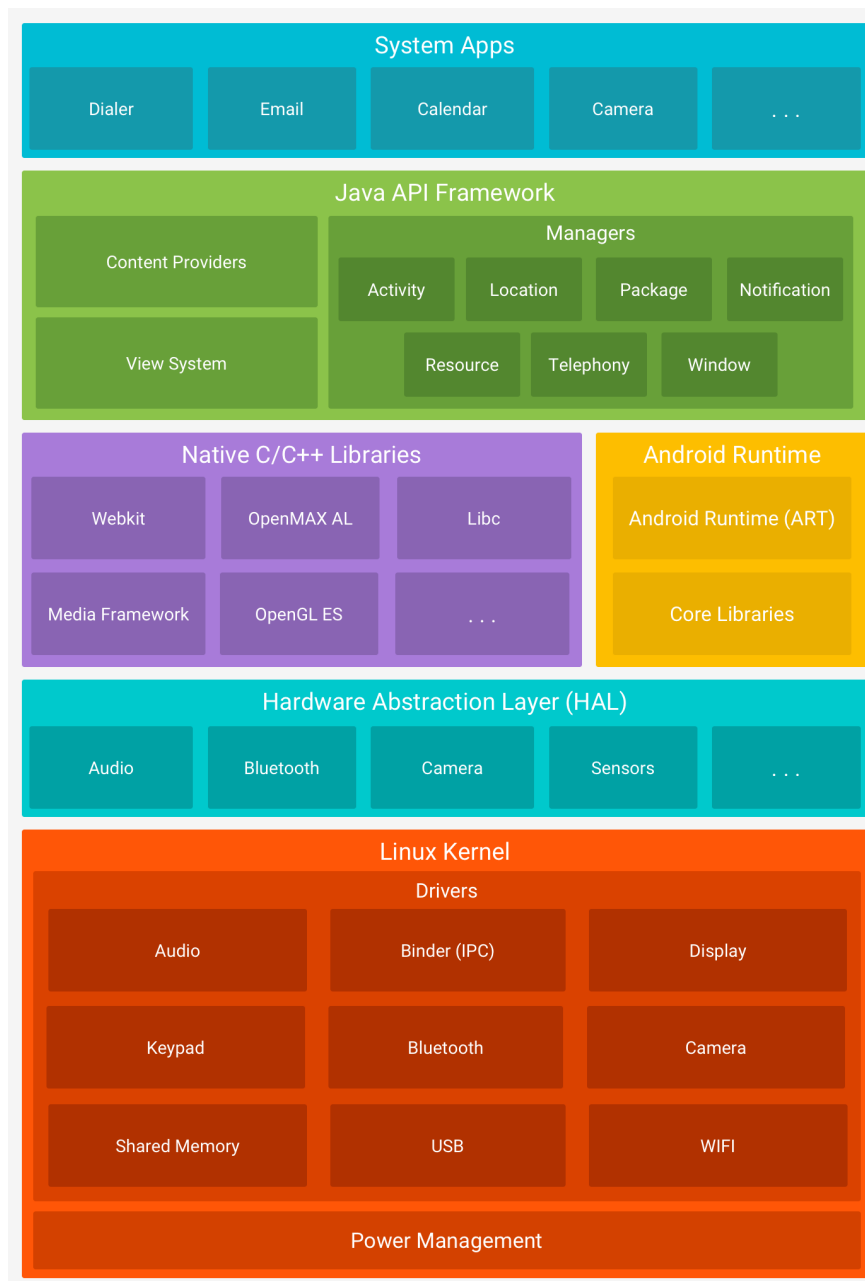 System Apps
Dialer Email Calendar Camera . . .
Java API Framework
Content Providers
View System
Managers
Activity Location Package Notification
Resource Telephony Window
Native C/C++ Libraries
Webkit OpenMAX AL Libc
Media Framework OpenGL ES . . .
Android Runtime
Android Runtime (ART)
Core Libraries
Hardware Abstraction Layer (HAL)
Audio Bluetooth Camera Sensors . . .
Linux Kernel
Drivers
Audio Binder (IPC) Display
Keypad Bluetooth Camera
Shared Memory USB WIFI
Power Management